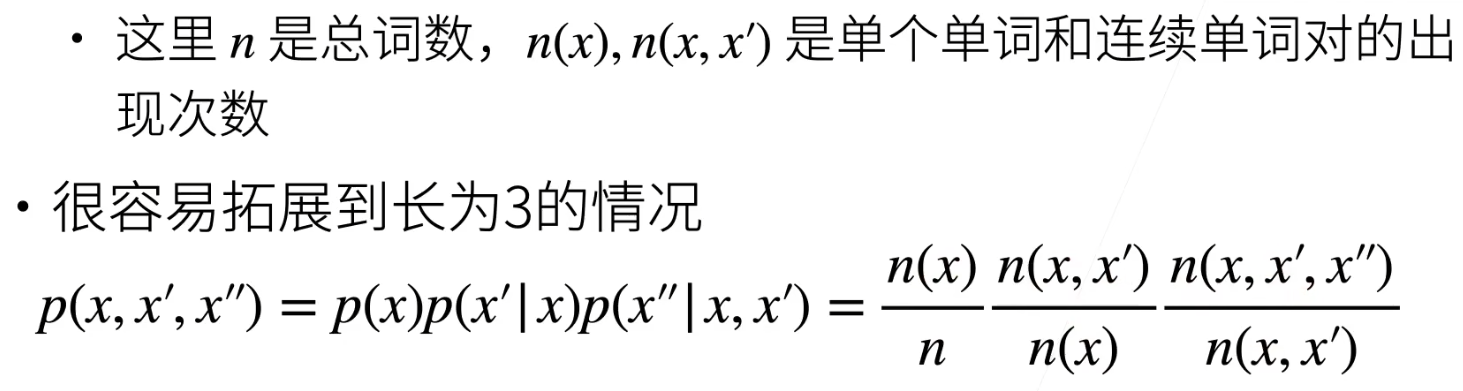 • 这里 n 是总词数，n(x), n(x, x′) 是单个单词和连续单词对的出
现次数
• 很容易拓展到长为3的情况
p(x, x′, x′′) = p(x)p(x′|x)p(x′′|x, x′) = \frac{n(x)}{n} \frac{n(x, x′)}{n(x)} \frac{n(x, x′, x′′)}{n(x, x′)}